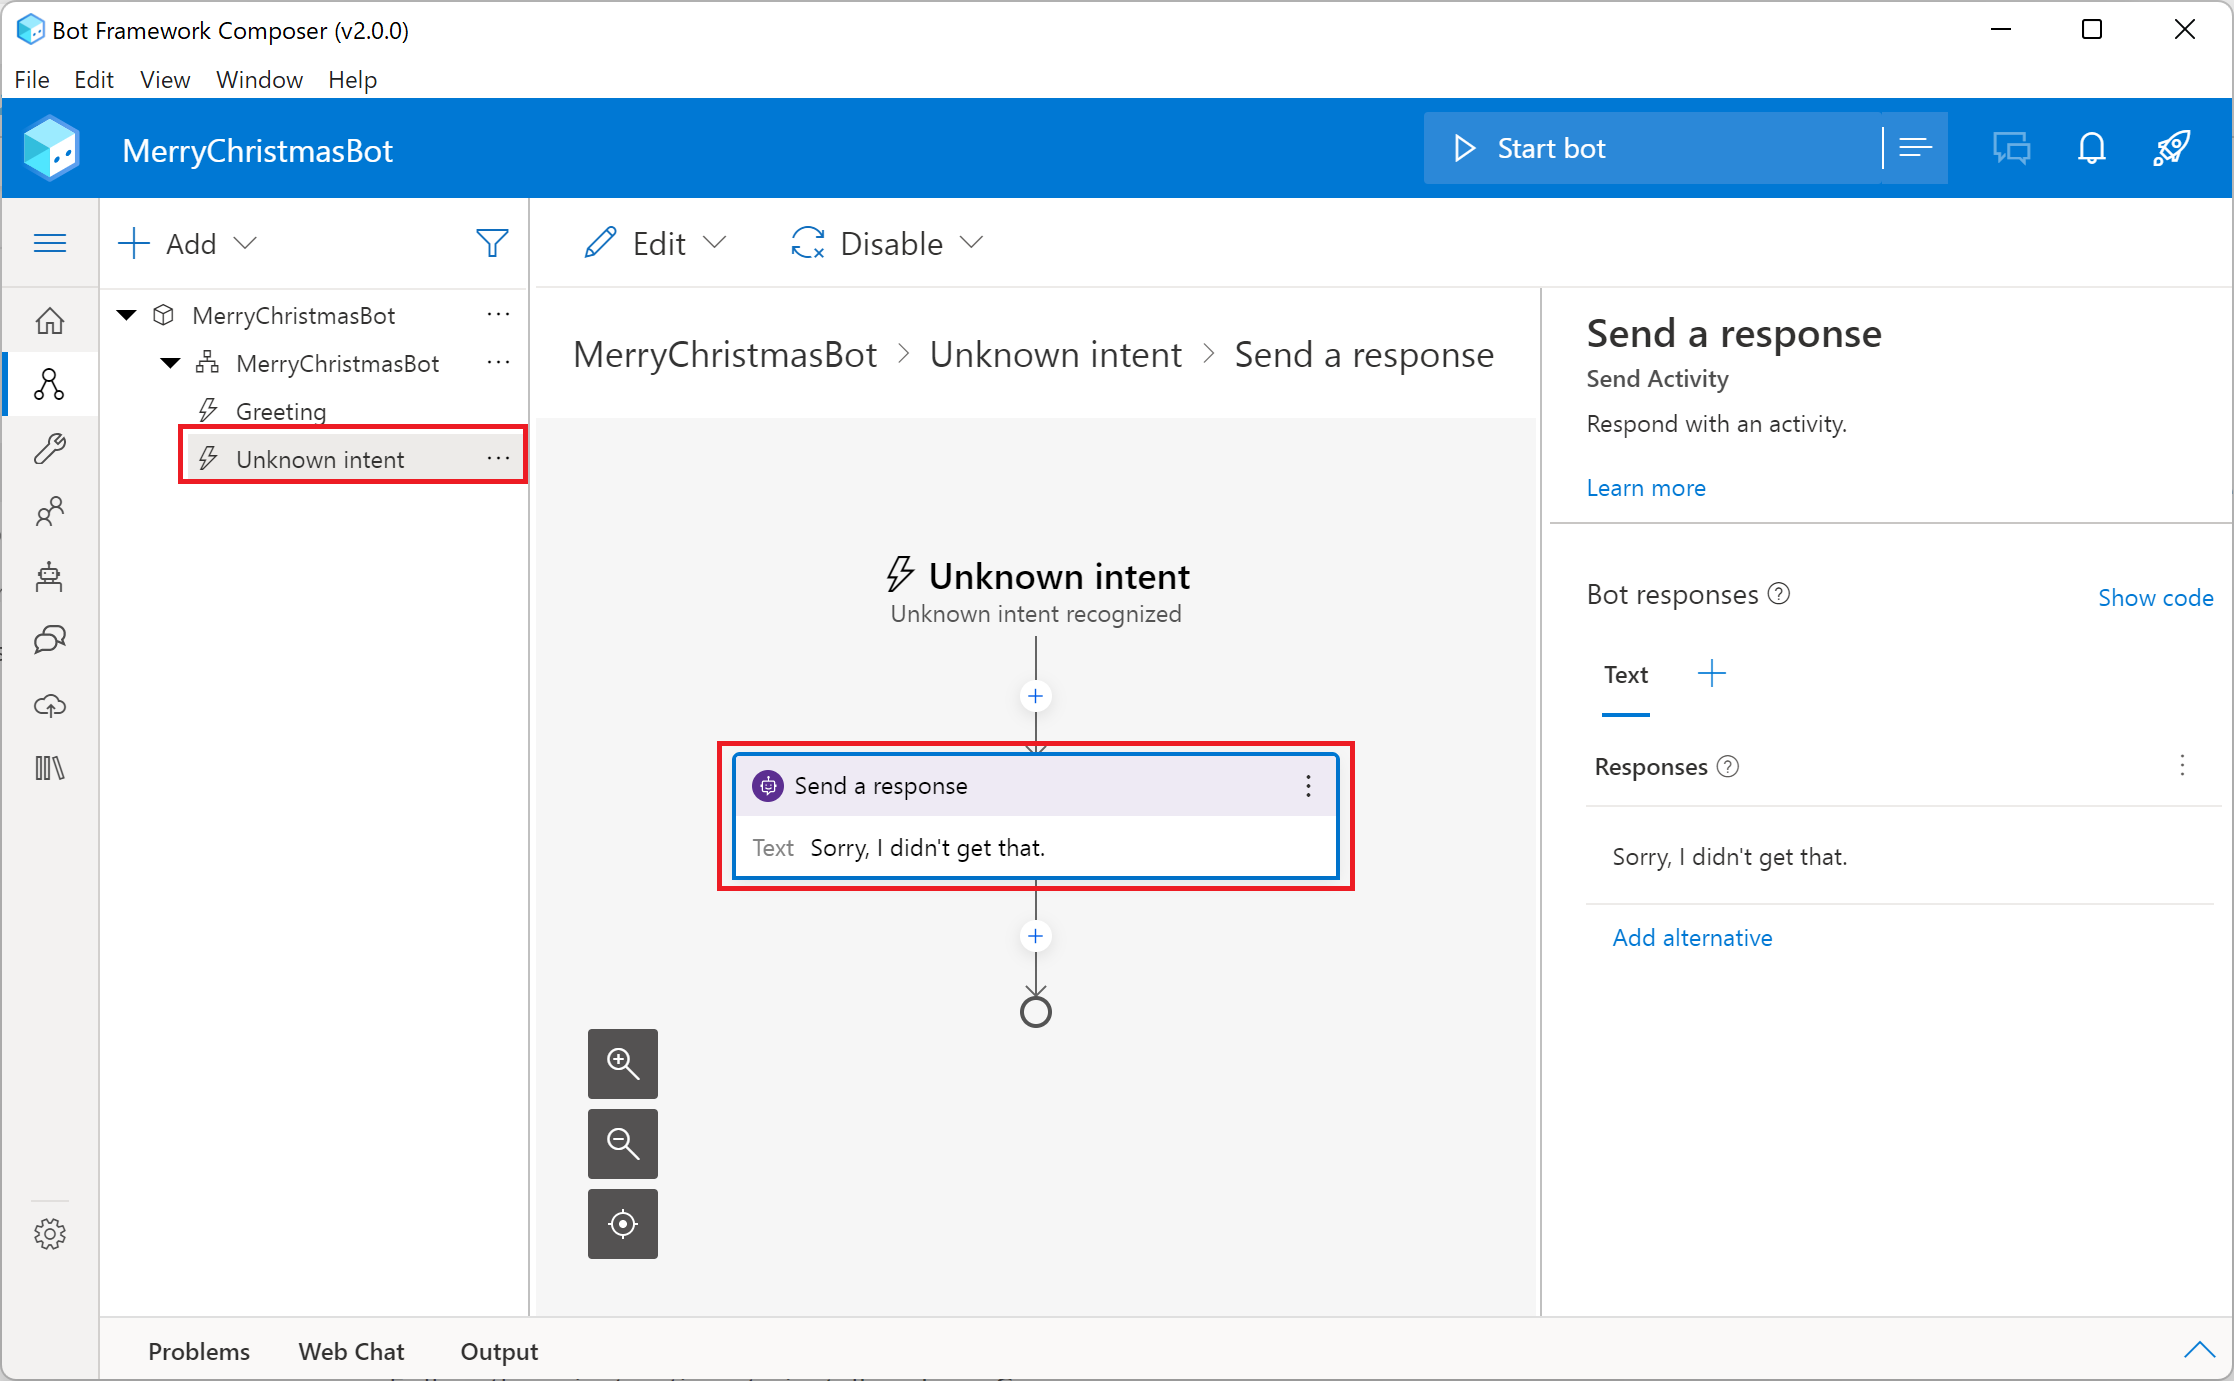 Bot Framework Composer (v2.0.0)
File Edit View Window Help
MerryChristmasBot
Start bot
Add
Edit
Disable
MerryChristmasBot
MerryChristmasBot
Greeting
Unknown intent
MerryChristmasBot > Unknown intent > Send a response
Unknown intent
Unknown intent recognized
Send a response
Text Sorry, I didn't get that.
Send a response
Send Activity
Respond with an activity.
Learn more
Bot responses
Show code
Text
Responses
Sorry, I didn't get that.
Add alternative
Problems Web Chat Output